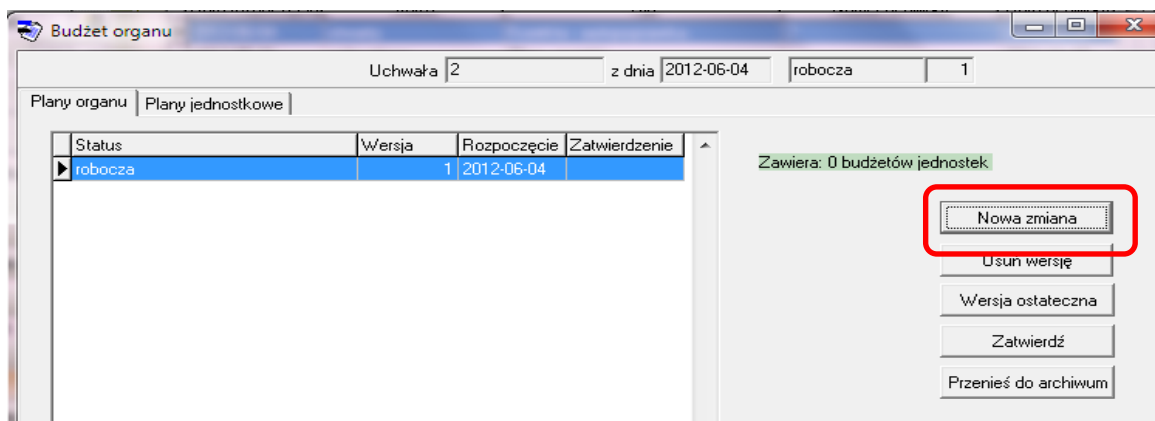 Budżet organu
Uchwała 2 z dnia 2012-06-04 robocza 1
Plany organu Plany jednostkowe
Status Wersja Rozpoczęcie Zatwierdzenie
robocza 1 2012-06-04
Zawiera: 0 budżetów jednostek
Nowa zmiana
Usuń wersję
Wersja ostateczna
Zatwierdź
Przenieś do archiwum